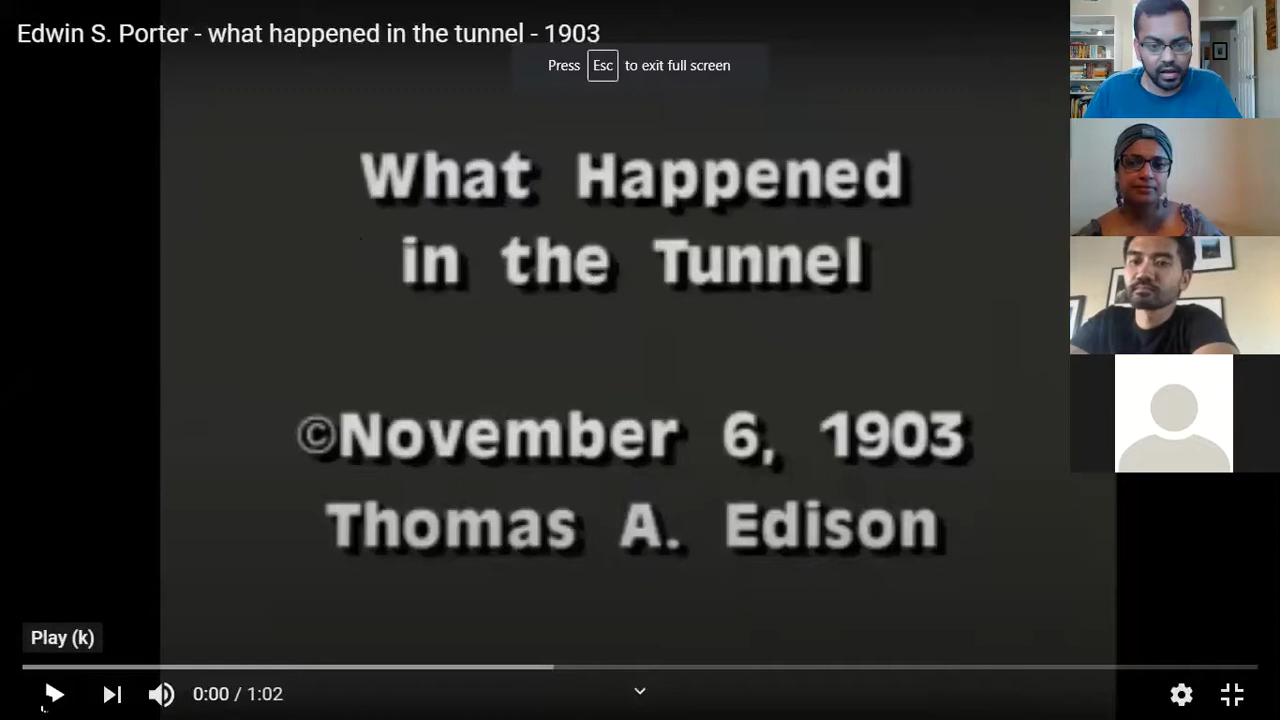 Edwin S. Porter - what happened in the tunnel - 1903
Press Esc to exit full screen
What Happened
in the Tunnel
©November 6, 1903
Thomas A. Edison
Play (k)
0:00 / 1:02